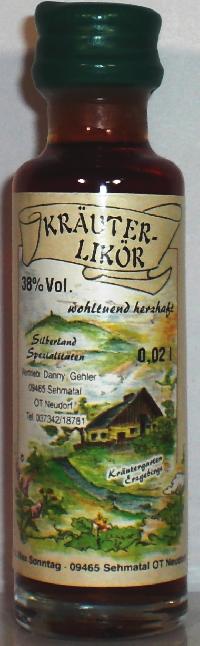 KRÄUTER-
LIKÖR
38% Vol.
wohltuend herzhaft
Silberland
Spezialitäten
0,02 l
Vertrieb: Danny Gehler
09465 Sehmatal
OT Neudorf
Tel. 037342/18781
Kräutergarten
Erzgebirge
Sonntag · 09465 Sehmatal OT Neudorf